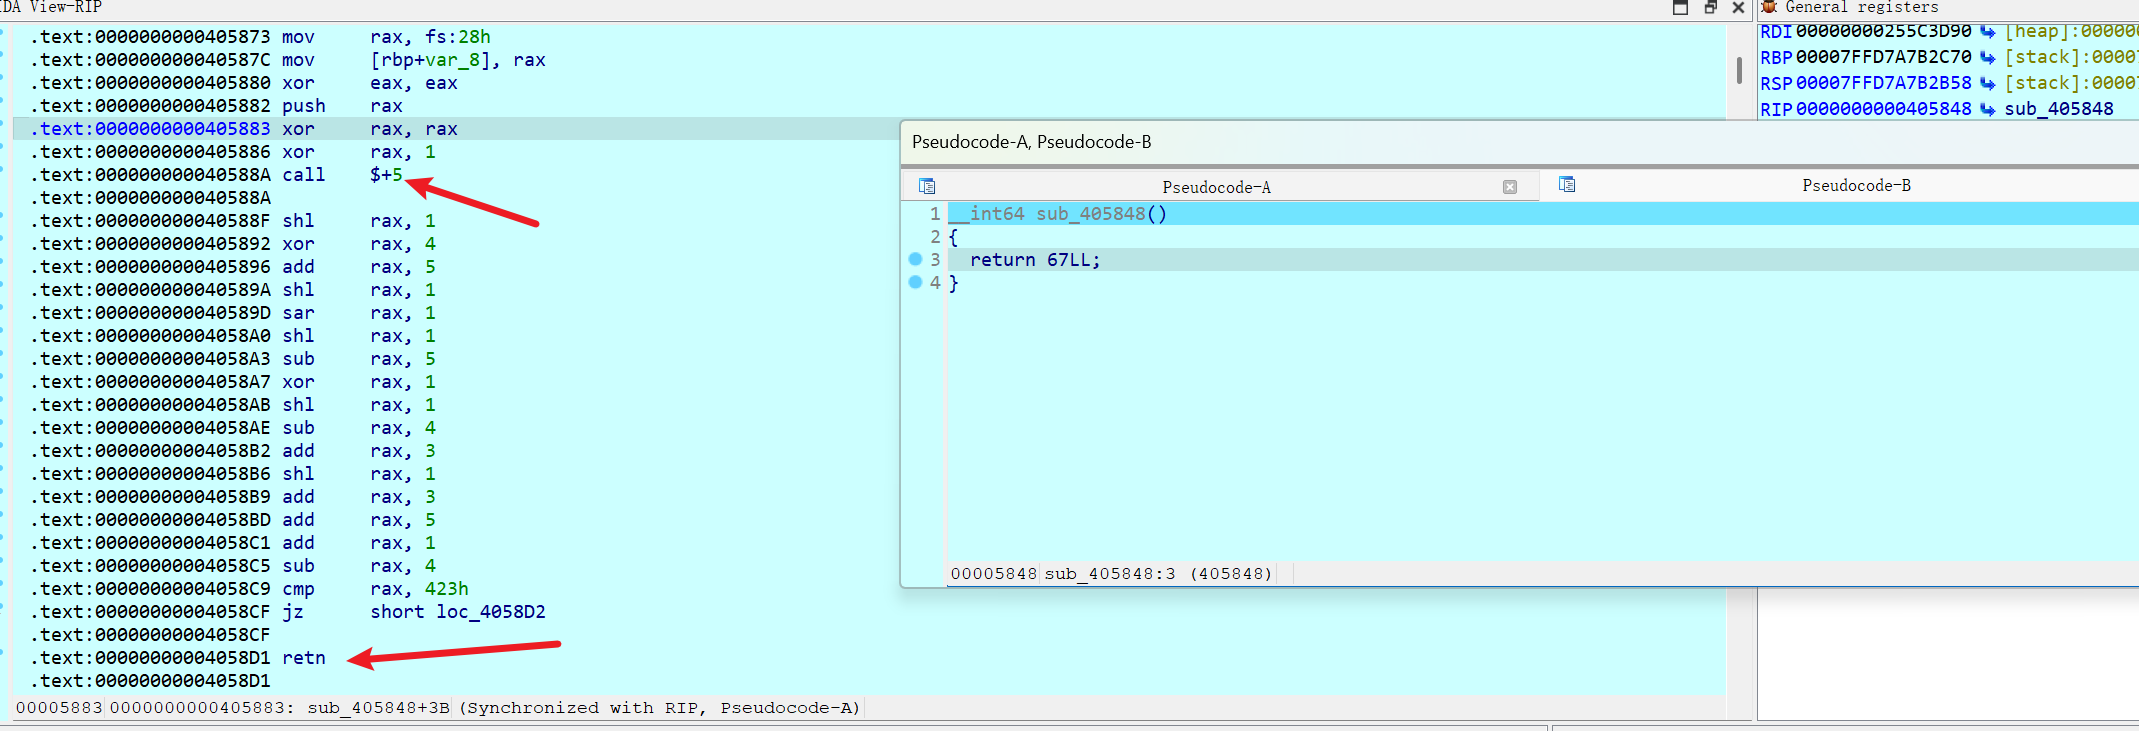 IDA View-RIP
.text:0000000000405873 mov rax, fs:28h
.text:000000000040587C mov [rbp+var_8], rax
.text:0000000000405880 xor eax, eax
.text:0000000000405882 push rax
.text:0000000000405883 xor rax, rax
.text:0000000000405886 xor rax, 1
.text:000000000040588A call $+5
.text:000000000040588A
.text:000000000040588F shl rax, 1
.text:0000000000405892 xor rax, 4
.text:0000000000405896 add rax, 5
.text:000000000040589A shl rax, 1
.text:000000000040589D sar rax, 1
.text:00000000004058A0 shl rax, 1
.text:00000000004058A3 sub rax, 5
.text:00000000004058A7 xor rax, 1
.text:00000000004058AB shl rax, 1
.text:00000000004058AE sub rax, 4
.text:00000000004058B2 add rax, 3
.text:00000000004058B6 shl rax, 1
.text:00000000004058B9 add rax, 3
.text:00000000004058BD add rax, 5
.text:00000000004058C1 add rax, 1
.text:00000000004058C5 sub rax, 4
.text:00000000004058C9 cmp rax, 423h
.text:00000000004058CF jz short loc_4058D2
.text:00000000004058CF
.text:00000000004058D1 retn
.text:00000000004058D1
00005883 0000000000405883: sub_405848+3B (Synchronized with RIP, Pseudocode-A)
General registers
RDI 00000000255C3D90 [heap]:000000
RBP 00007FFD7A7B2C70 [stack]:0000
RSP 00007FFD7A7B2B58 [stack]:0000
RIP 0000000000405848 sub_405848
Pseudocode-A, Pseudocode-B
Pseudocode-A
Pseudocode-B
1 __int64 sub_405848()
2 {
3 return 67LL;
4 }
00005848 sub_405848:3 (405848)